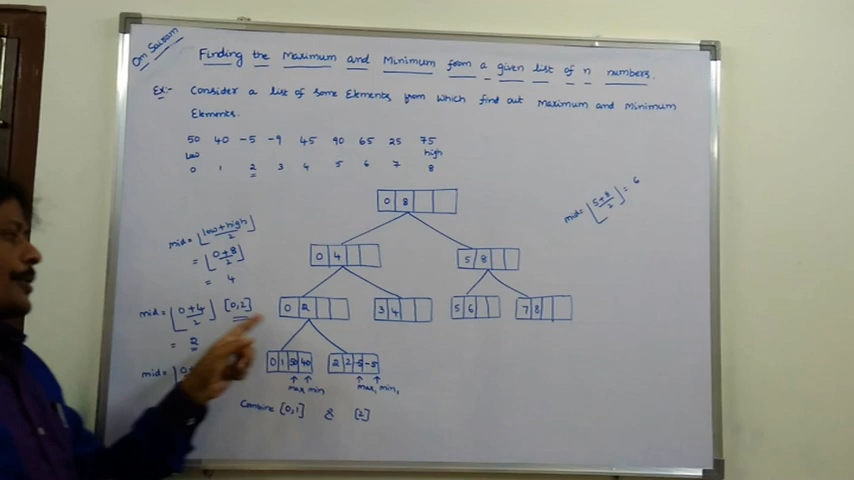 Om Sairam
Finding the Maximum and Minimum from a given list of n numbers.
Ex:- Consider a list of some Elements from which find out Maximum and Minimum
Elements.
50 40 -5 -9 45 90 65 25 75
low high
0 1 2 3 4 5 6 7 8
0 8
mid = ⌊5+8/2⌋ = 6
mid = ⌊low+high/2⌋
= ⌊0+8/2⌋
= 4
0 4
5 8
mid = ⌊0+4/2⌋ [0,2]
= 2
0 2
3 4
5 6
7 8
mid = ⌊0+
0 1 50 40
2 2 -5 -5
max min
max, min,
Combine [0,1] & [2]